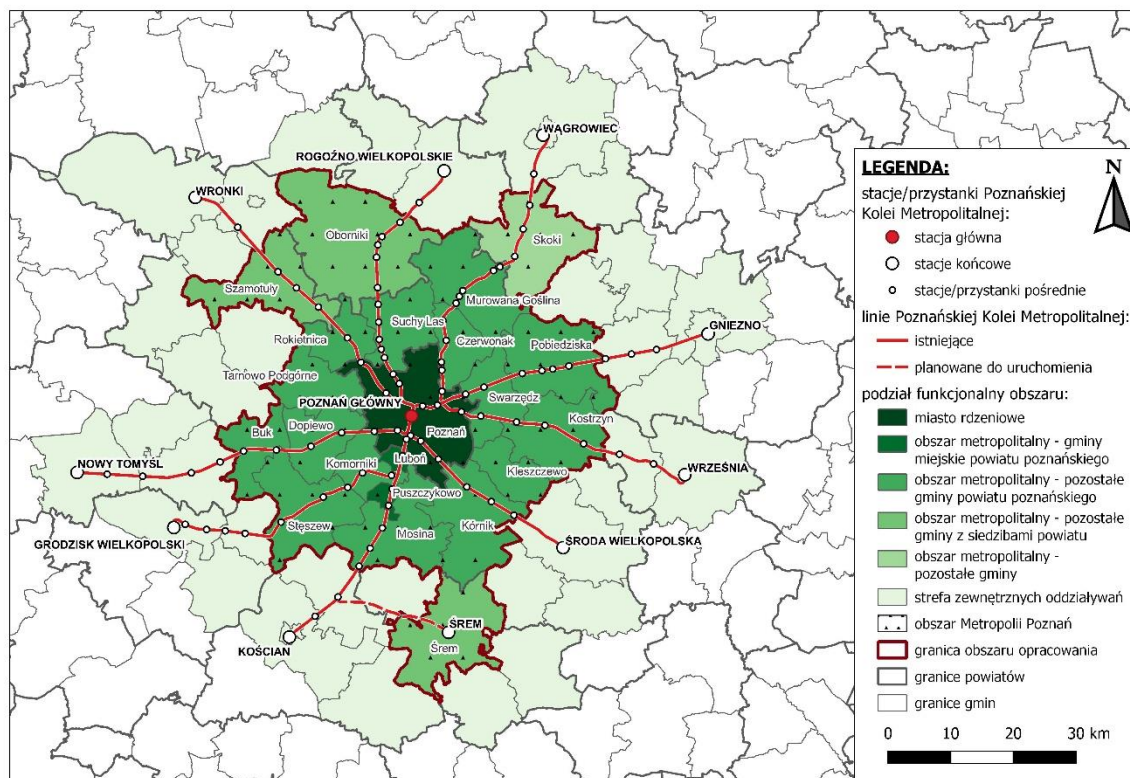 WĄGROWIEC
ROGOŹNO WIELKOPOLSKIE
WRONKI
Oborniki
Skoki
Szamotuły
Murowana Goślina
Suchy Las
GNIEZNO
Rokietnica
Czerwonak
Pobiedziska
Tarnowo Podgórne
Swarzędz
POZNAŃ GŁÓWNY
Kostrzyn
Buk
Dopiewo
Poznań
Luboń
Komorniki
Kleszczewo
NOWY TOMYŚL
WRZEŚNIA
Puszczykowo
Stęszew
Mosina
Kórnik
GRODZISK WIELKOPOLSKI
ŚRODA WIELKOPOLSKA
ŚREM
KOŚCIAN
Śrem
LEGENDA:
N
stacje/przystanki Poznańskiej
Kolei Metropolitalnej:
stacja główna
stacje końcowe
stacje/przystanki pośrednie
linie Poznańskiej Kolei Metropolitalnej:
istniejące
planowane do uruchomienia
podział funkcjonalny obszaru:
miasto rdzeniowe
obszar metropolitalny - gminy
miejskie powiatu poznańskiego
obszar metropolitalny - pozostałe
gminy powiatu poznańskiego
obszar metropolitalny - pozostałe
gminy z siedzibami powiatu
obszar metropolitalny -
pozostałe gminy
strefa zewnętrznych oddziaływań
obszar Metropolii Poznań
granica obszaru opracowania
granice powiatów
granice gmin
0 10 20 30 km